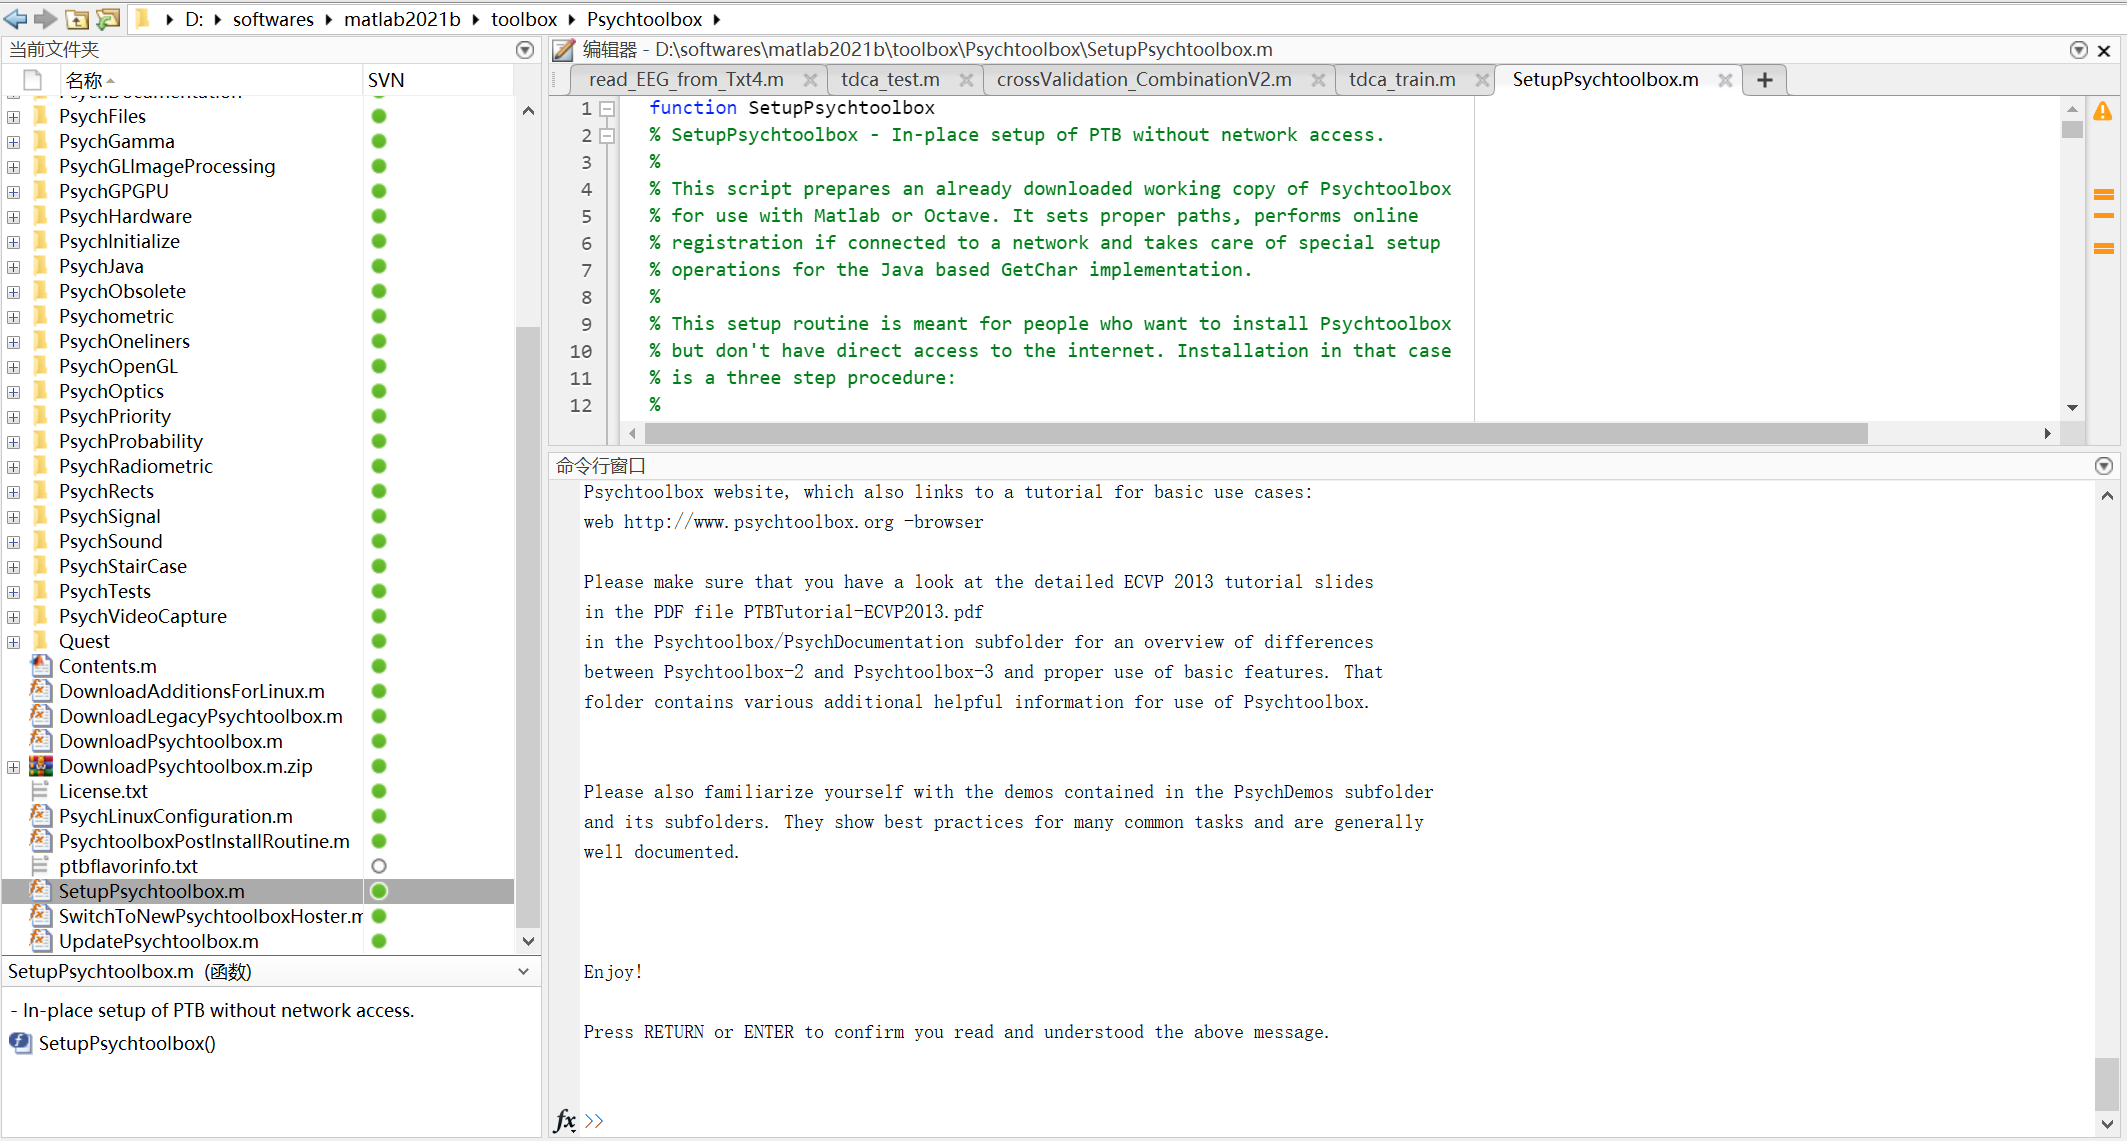 D: softwares matlab2021b toolbox Psychtoolbox
当前文件夹
名称 SVN
PsychDocumentation
PsychFiles
PsychGamma
PsychGLImageProcessing
PsychGPGPU
PsychHardware
PsychInitialize
PsychJava
PsychObsolete
Psychometric
PsychOneliners
PsychOpenGL
PsychOptics
PsychPriority
PsychProbability
PsychRadiometric
PsychRects
PsychSignal
PsychSound
PsychStairCase
PsychTests
PsychVideoCapture
Quest
Contents.m
DownloadAdditionsForLinux.m
DownloadLegacyPsychtoolbox.m
DownloadPsychtoolbox.m
DownloadPsychtoolbox.m.zip
License.txt
PsychLinuxConfiguration.m
PsychtoolboxPostInstallRoutine.m
ptbflavorinfo.txt
SetupPsychtoolbox.m
SwitchToNewPsychtoolboxHoster.m
UpdatePsychtoolbox.m
SetupPsychtoolbox.m (函数)
- In-place setup of PTB without network access.
SetupPsychtoolbox()
编辑器 - D:\softwares\matlab2021b\toolbox\Psychtoolbox\SetupPsychtoolbox.m
read_EEG_from_Txt4.m tdca_test.m crossValidation_CombinationV2.m tdca_train.m SetupPsychtoolbox.m
1 function SetupPsychtoolbox
2 % SetupPsychtoolbox - In-place setup of PTB without network access.
3 %
4 % This script prepares an already downloaded working copy of Psychtoolbox
5 % for use with Matlab or Octave. It sets proper paths, performs online
6 % registration if connected to a network and takes care of special setup
7 % operations for the Java based GetChar implementation.
8 %
9 % This setup routine is meant for people who want to install Psychtoolbox
10 % but don't have direct access to the internet. Installation in that case
11 % is a three step procedure:
12 %
命令行窗口
Psychtoolbox website, which also links to a tutorial for basic use cases:
web http://www.psychtoolbox.org -browser
Please make sure that you have a look at the detailed ECVP 2013 tutorial slides
in the PDF file PTBTutorial-ECVP2013.pdf
in the Psychtoolbox/PsychDocumentation subfolder for an overview of differences
between Psychtoolbox-2 and Psychtoolbox-3 and proper use of basic features. That
folder contains various additional helpful information for use of Psychtoolbox.
Please also familiarize yourself with the demos contained in the PsychDemos subfolder
and its subfolders. They show best practices for many common tasks and are generally
well documented.
Enjoy!
Press RETURN or ENTER to confirm you read and understood the above message.
fx >>